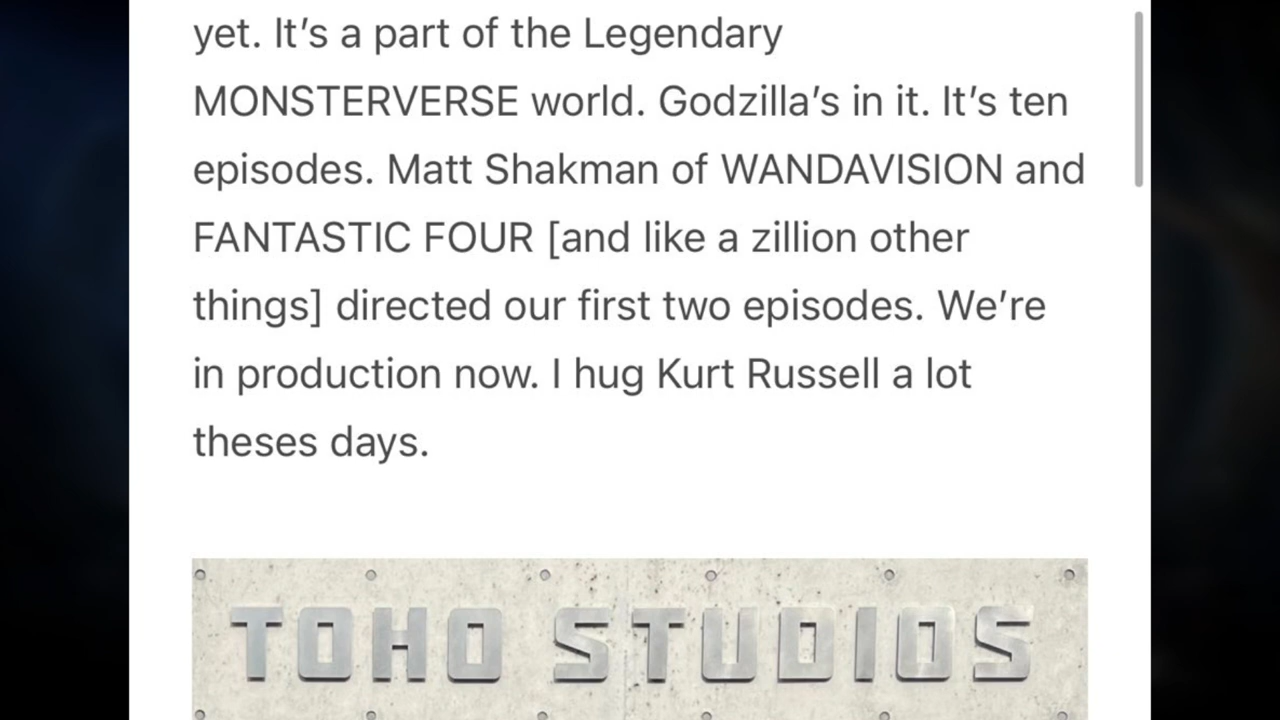 yet. It’s a part of the Legendary
MONSTERVERSE world. Godzilla’s in it. It’s ten
episodes. Matt Shakman of WANDAVISION and
FANTASTIC FOUR [and like a zillion other
things] directed our first two episodes. We’re
in production now. I hug Kurt Russell a lot
theses days.
TOHO STUDIOS